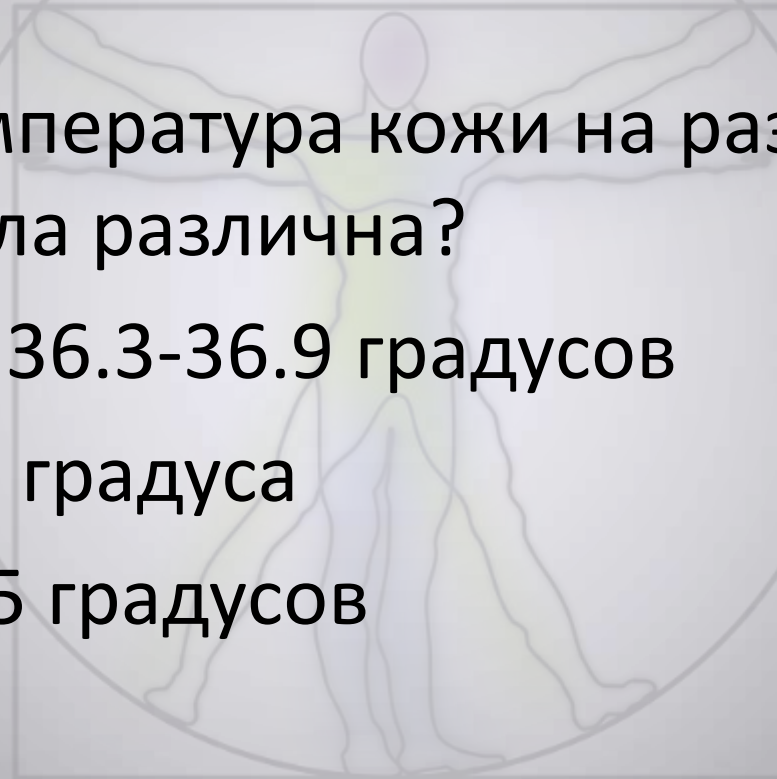 мпература кожи на раз
ла различна?
36.3-36.9 градусов
градуса
5 градусов